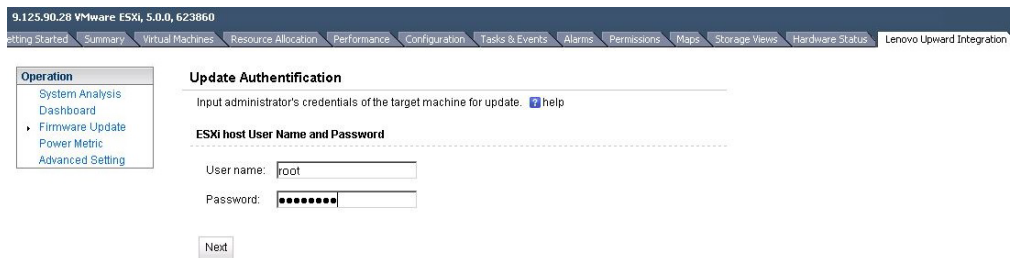 9.125.90.28 VMware ESXi, 5.0.0, 623860
etting Started Summary Virtual Machines Resource Allocation Performance Configuration Tasks & Events Alarms Permissions Maps Storage Views Hardware Status Lenovo Upward Integration
Operation
System Analysis
Dashboard
Firmware Update
Power Metric
Advanced Setting
Update Authentification
Input administrator's credentials of the target machine for update. ? help
ESXi host User Name and Password
User name: root
Password: ●●●●●●●●
Next